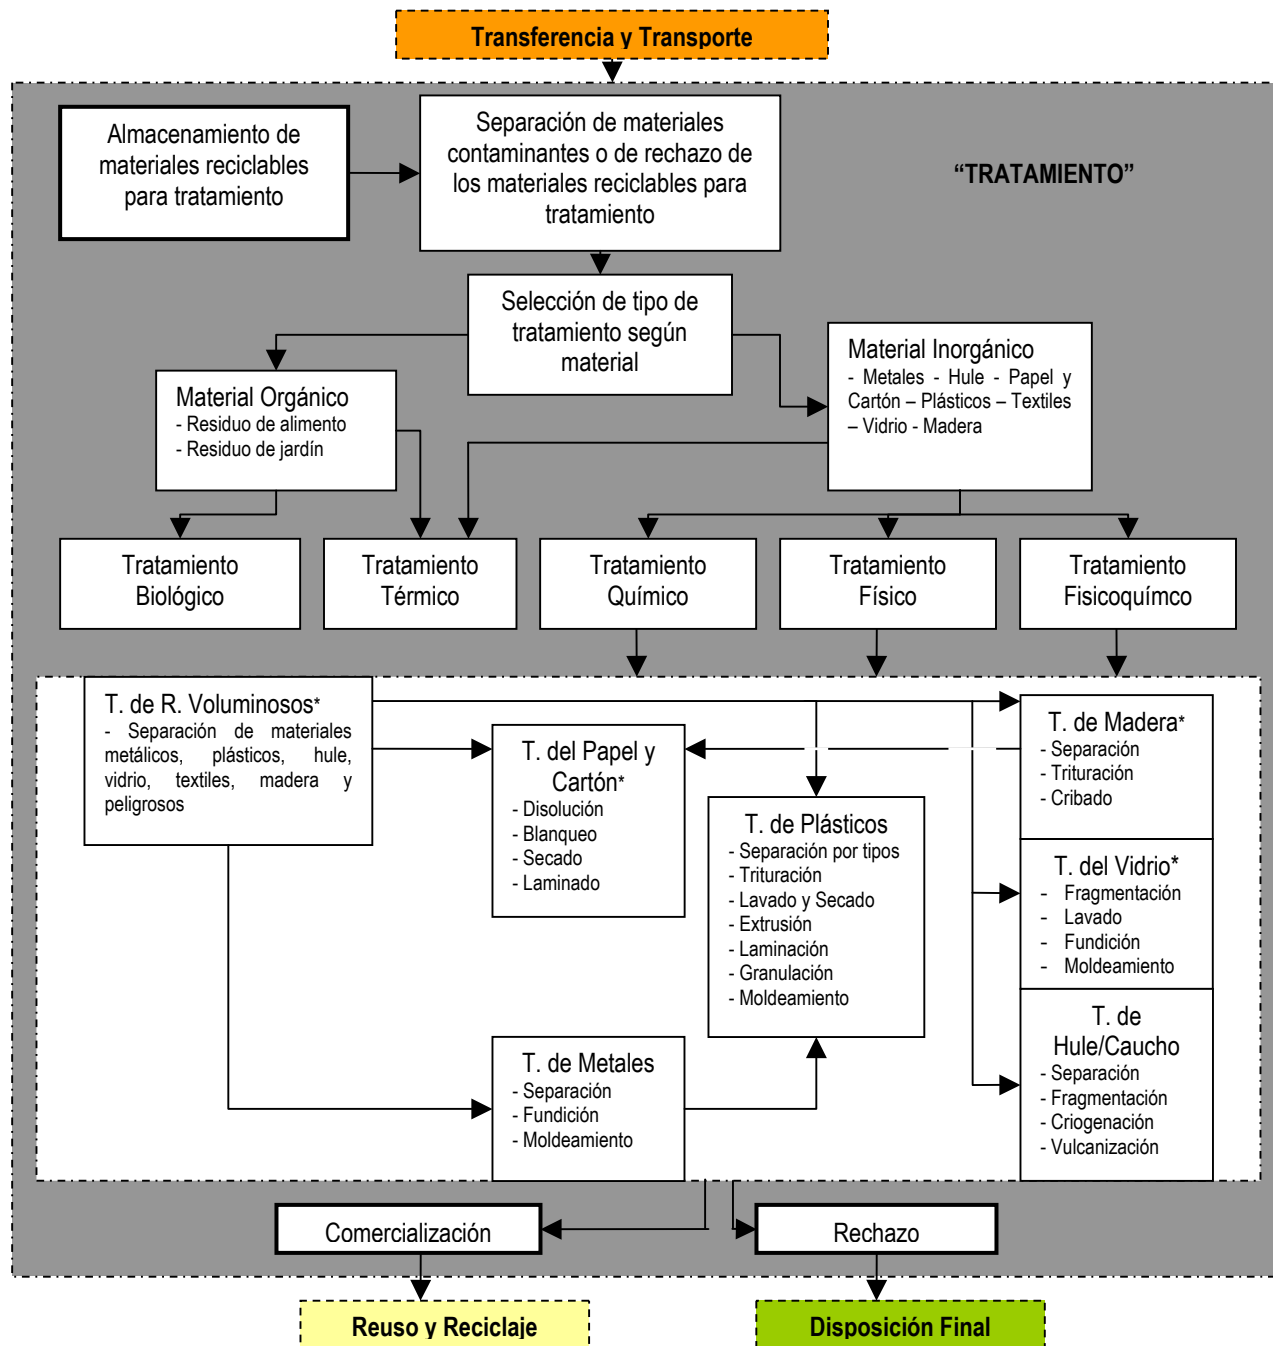 Transferencia y Transporte
Almacenamiento de
materiales reciclables
para tratamiento
Separación de materiales
contaminantes o de rechazo de
los materiales reciclables para
tratamiento
“TRATAMIENTO”
Selección de tipo de
tratamiento según
material
Material Orgánico
- Residuo de alimento
- Residuo de jardín
Material Inorgánico
- Metales - Hule - Papel y
Cartón – Plásticos – Textiles
– Vidrio - Madera
Tratamiento
Biológico
Tratamiento
Térmico
Tratamiento
Químico
Tratamiento
Físico
Tratamiento
Fisicoquímco
T. de R. Voluminosos*
- Separación de materiales
metálicos, plásticos, hule,
vidrio, textiles, madera y
peligrosos
T. del Papel y
Cartón*
- Disolución
- Blanqueo
- Secado
- Laminado
T. de Plásticos
- Separación por tipos
- Trituración
- Lavado y Secado
- Extrusión
- Laminación
- Granulación
- Moldeamiento
T. de Madera*
- Separación
- Trituración
- Cribado
T. del Vidrio*
- Fragmentación
- Lavado
- Fundición
- Moldeamiento
T. de
Hule/Caucho
- Separación
- Fragmentación
- Criogenación
- Vulcanización
T. de Metales
- Separación
- Fundición
- Moldeamiento
Comercialización
Rechazo
Reuso y Reciclaje
Disposición Final